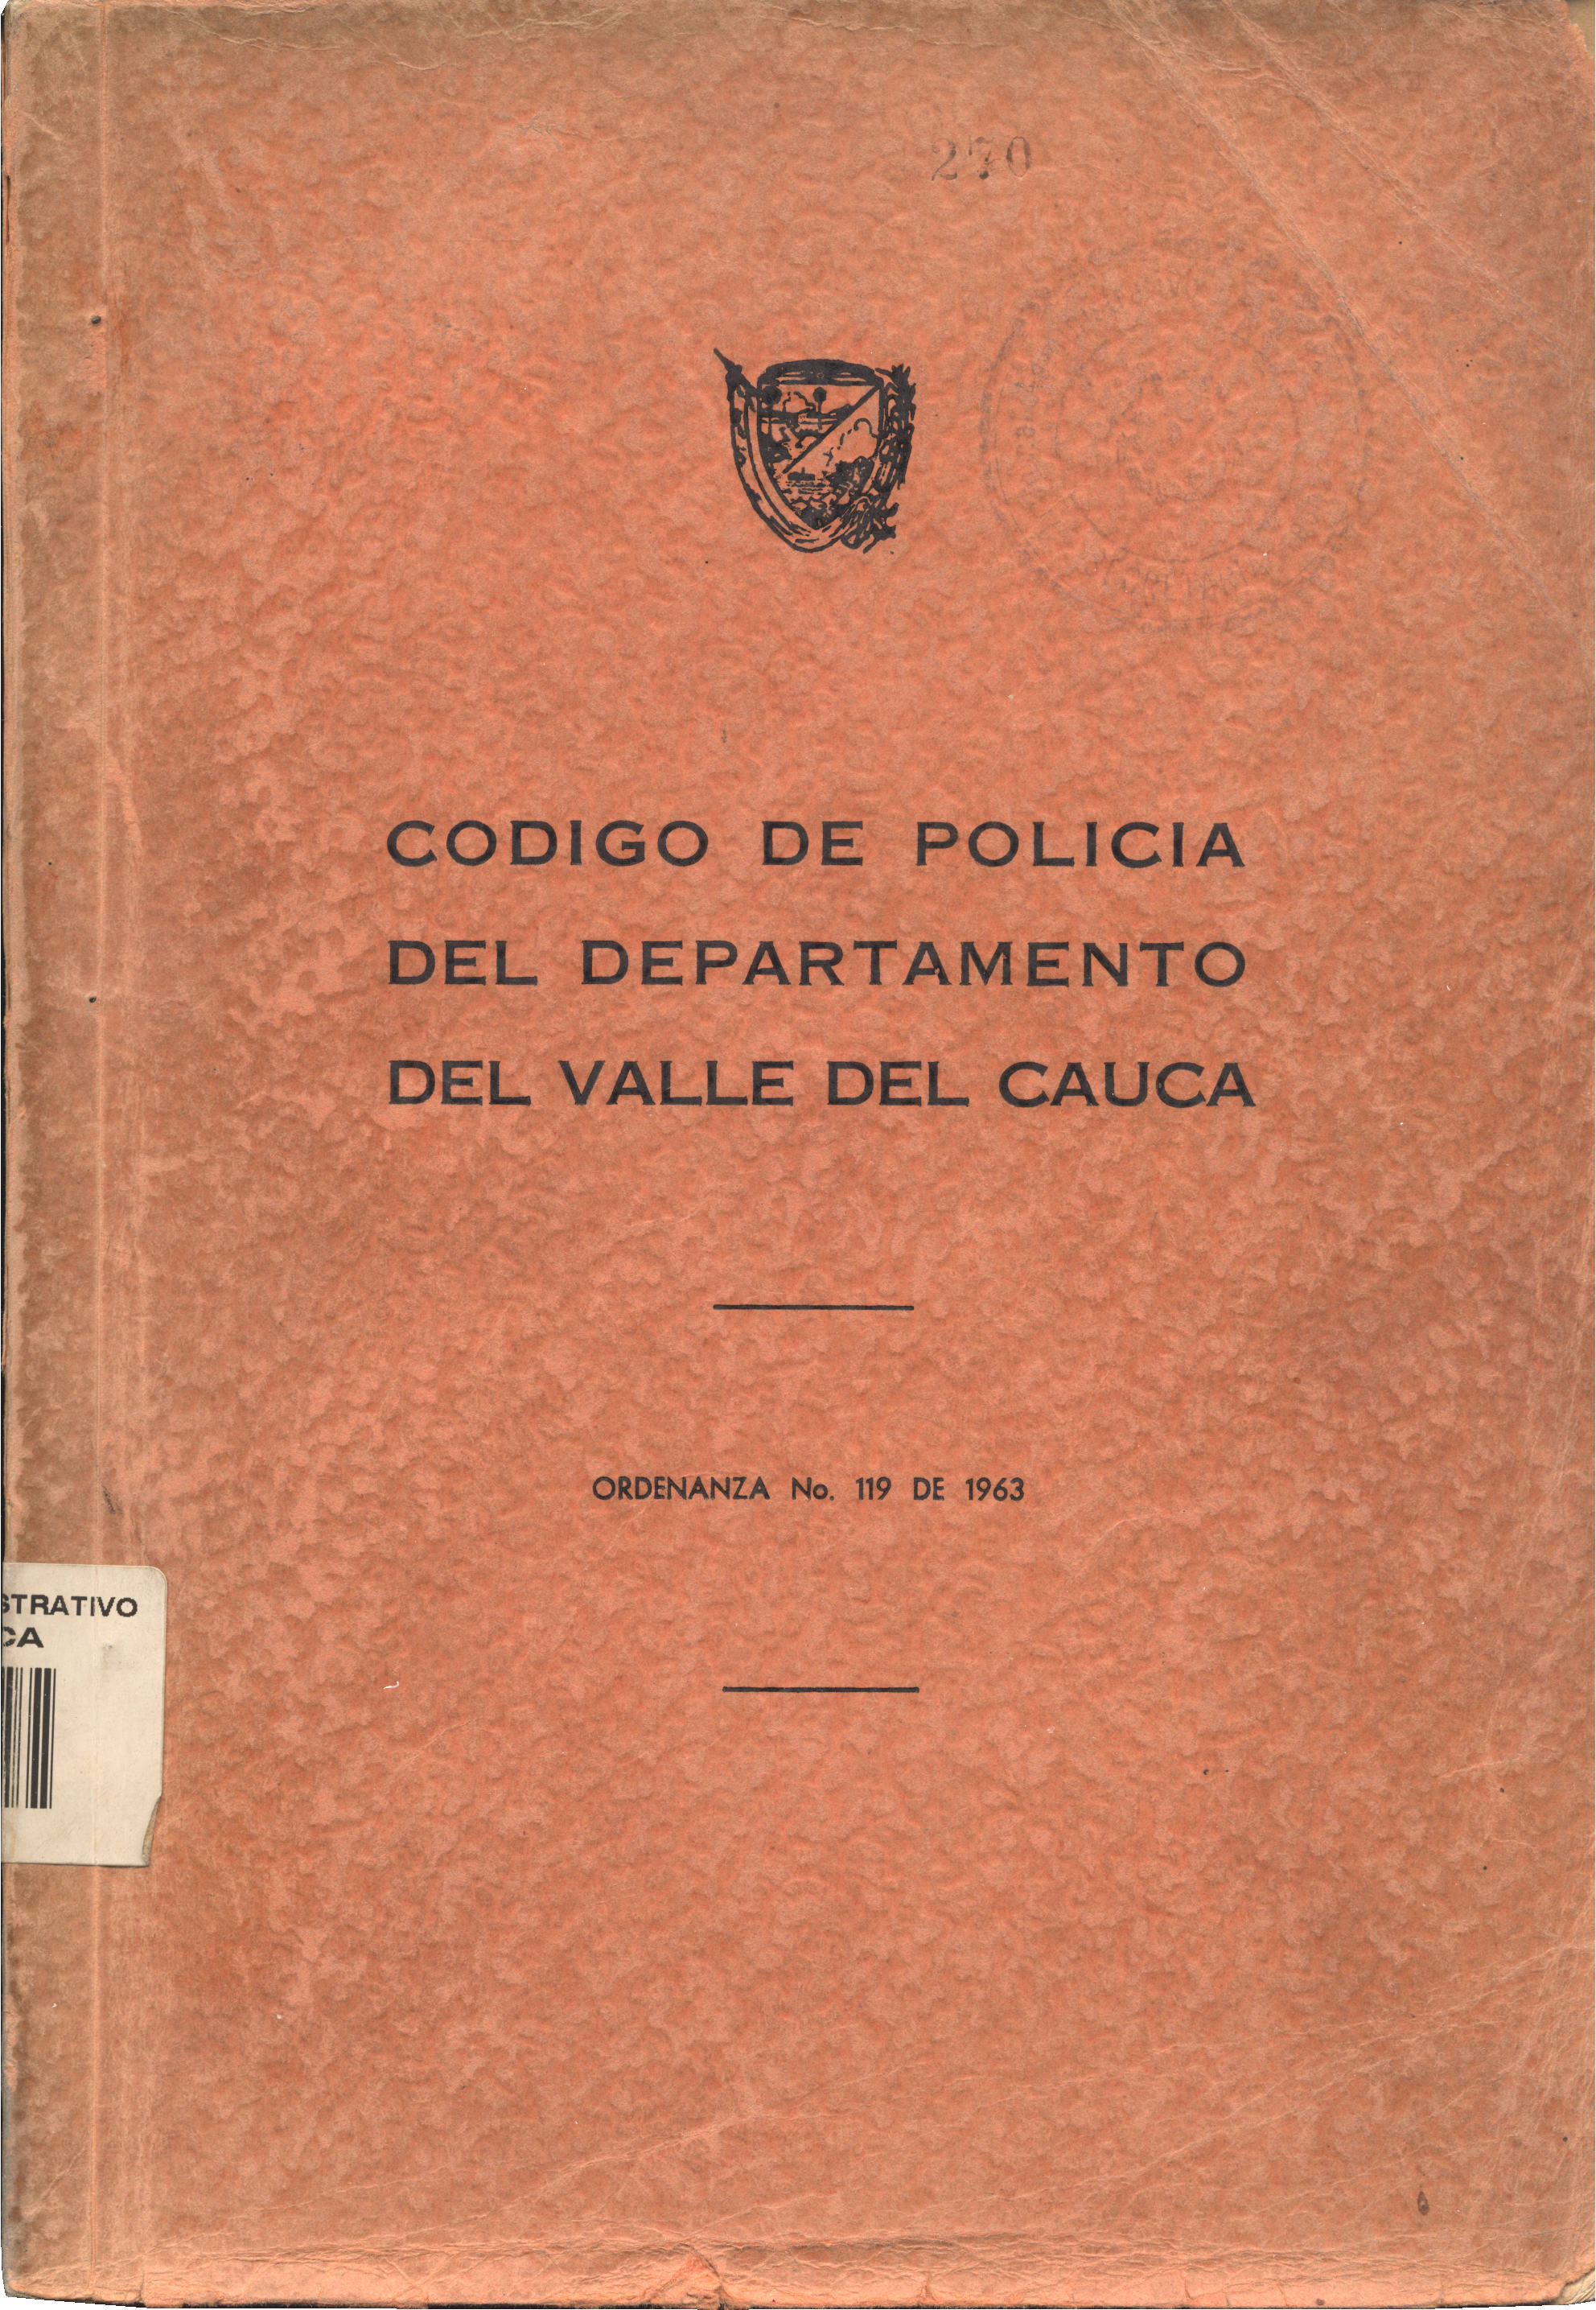 270
CODIGO DE POLICIA
DEL DEPARTAMENTO
DEL VALLE DEL CAUCA
ORDENANZA No. 119 DE 1963
STRATIVO
CA